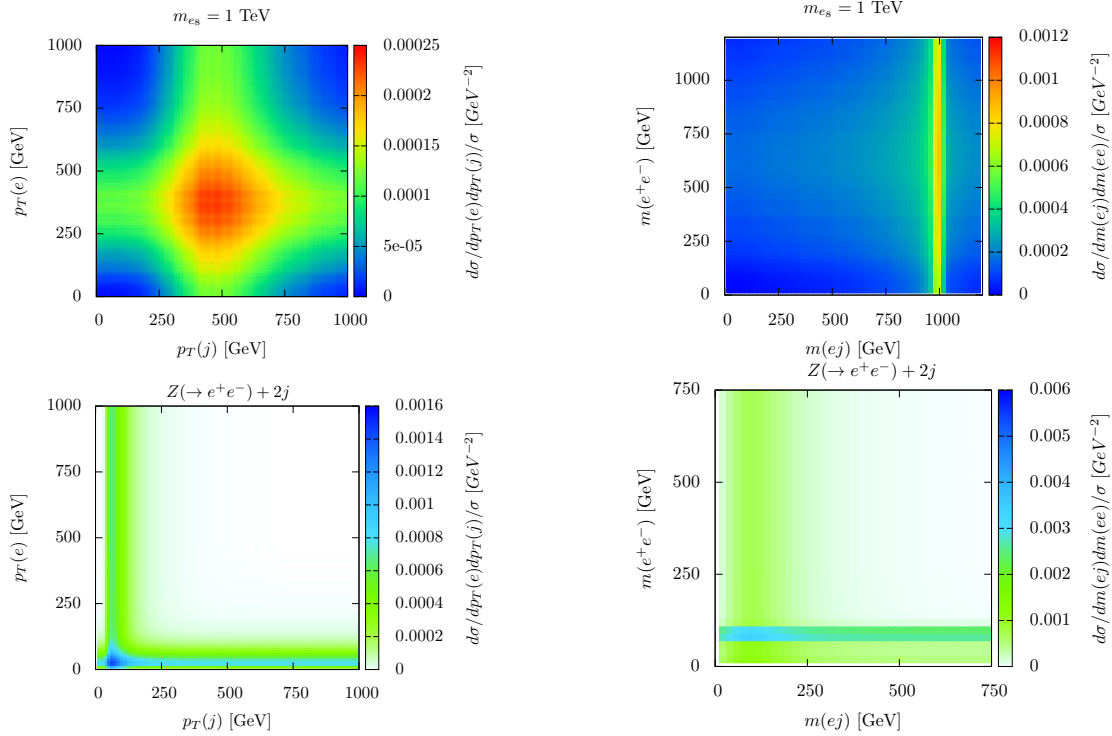 m_{e_8} = 1 TeV
1000
750
500
250
0
0 250 500 750 1000
p_T(e) [GeV]
p_T(j) [GeV]
0.00025
0.0002
0.00015
0.0001
5e-05
0
dσ/dp_T(e)dp_T(j)/σ [GeV^{-2}]
m_{e_8} = 1 TeV
1000
750
500
250
0
0 250 500 750 1000
m(e^+e^-) [GeV]
m(ej) [GeV]
0.0012
0.001
0.0008
0.0006
0.0004
0.0002
0
dσ/dm(ej)dm(ee)/σ [GeV^{-2}]
Z(→ e^+e^-) + 2j
1000
750
500
250
0
0 250 500 750 1000
p_T(e) [GeV]
p_T(j) [GeV]
0.0016
0.0014
0.0012
0.001
0.0008
0.0006
0.0004
0.0002
0
dσ/dp_T(e)dp_T(j)/σ [GeV^{-2}]
Z(→ e^+e^-) + 2j
750
500
250
0
0 250 500 750
m(e^+e^-) [GeV]
m(ej) [GeV]
0.006
0.005
0.004
0.003
0.002
0.001
0
dσ/dm(ej)dm(ee)/σ [GeV^{-2}]